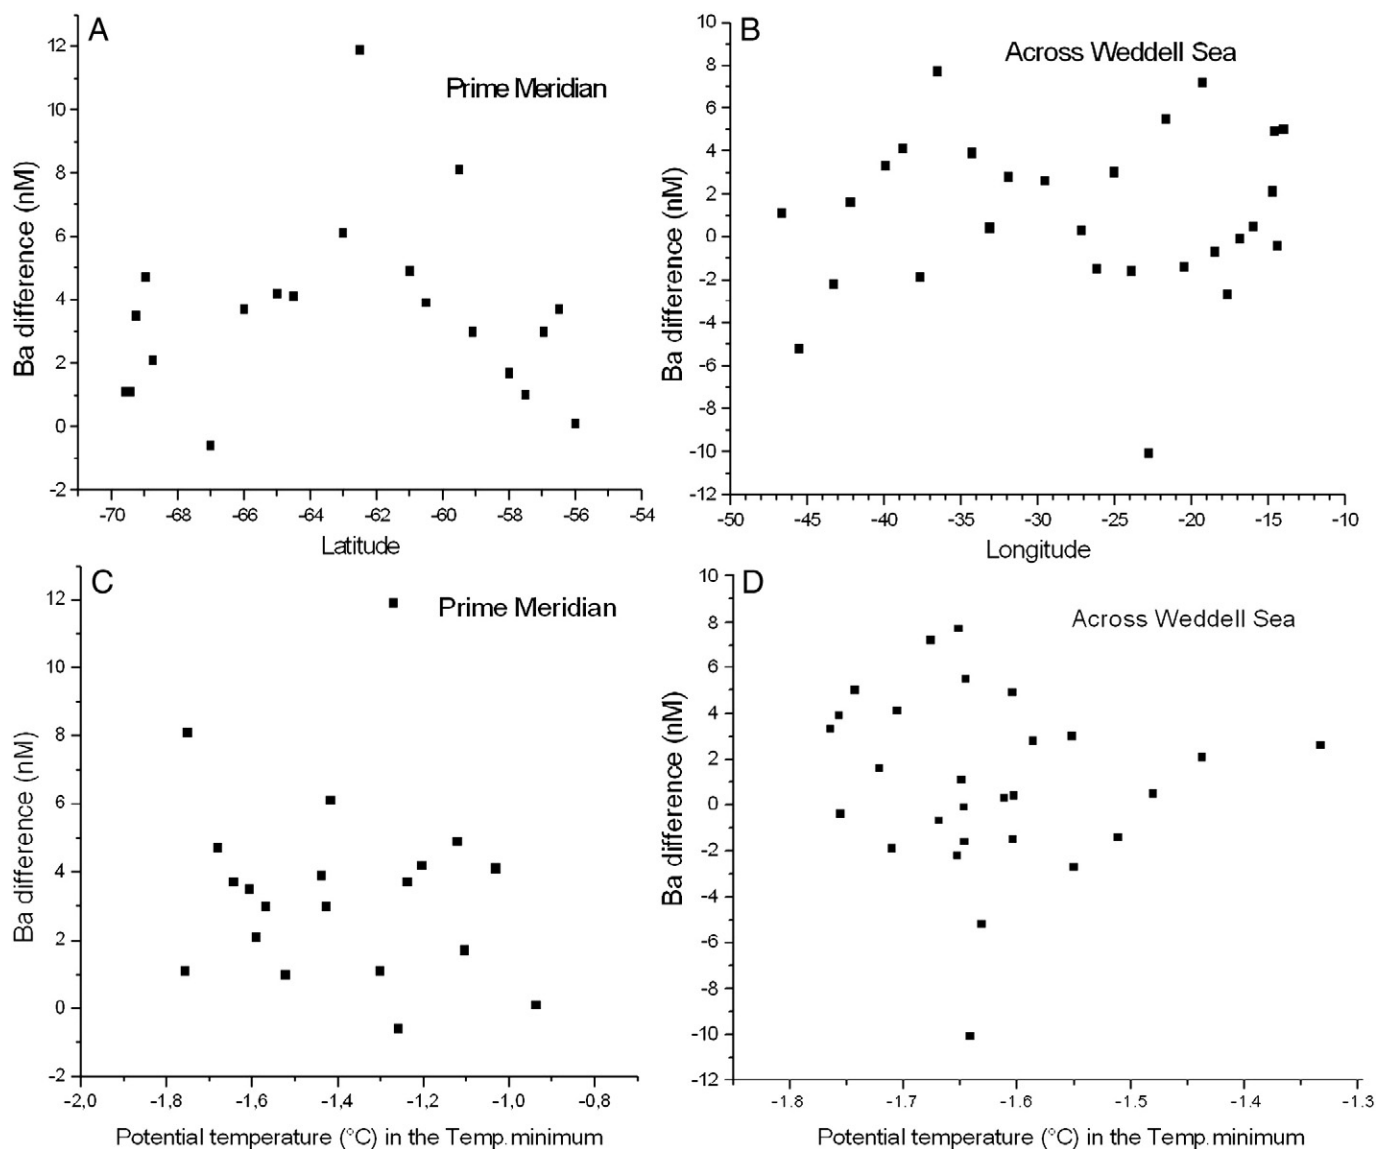 A
Prime Meridian
Ba difference (nM)
12
10
8
6
4
2
0
-2
-70 -68 -66 -64 -62 -60 -58 -56 -54
Latitude
B
Across Weddell Sea
Ba difference (nM)
10
8
6
4
2
0
-2
-4
-6
-8
-10
-12
-50 -45 -40 -35 -30 -25 -20 -15 -10
Longitude
C
Prime Meridian
Ba difference (nM)
12
10
8
6
4
2
0
-2
-2,0 -1,8 -1,6 -1,4 -1,2 -1,0 -0,8
Potential temperature (°C) in the Temp. minimum
D
Across Weddell Sea
Ba difference (nM)
10
8
6
4
2
0
-2
-4
-6
-8
-10
-12
-1.8 -1.7 -1.6 -1.5 -1.4 -1.3
Potential temperature (°C) in the Temp. minimum